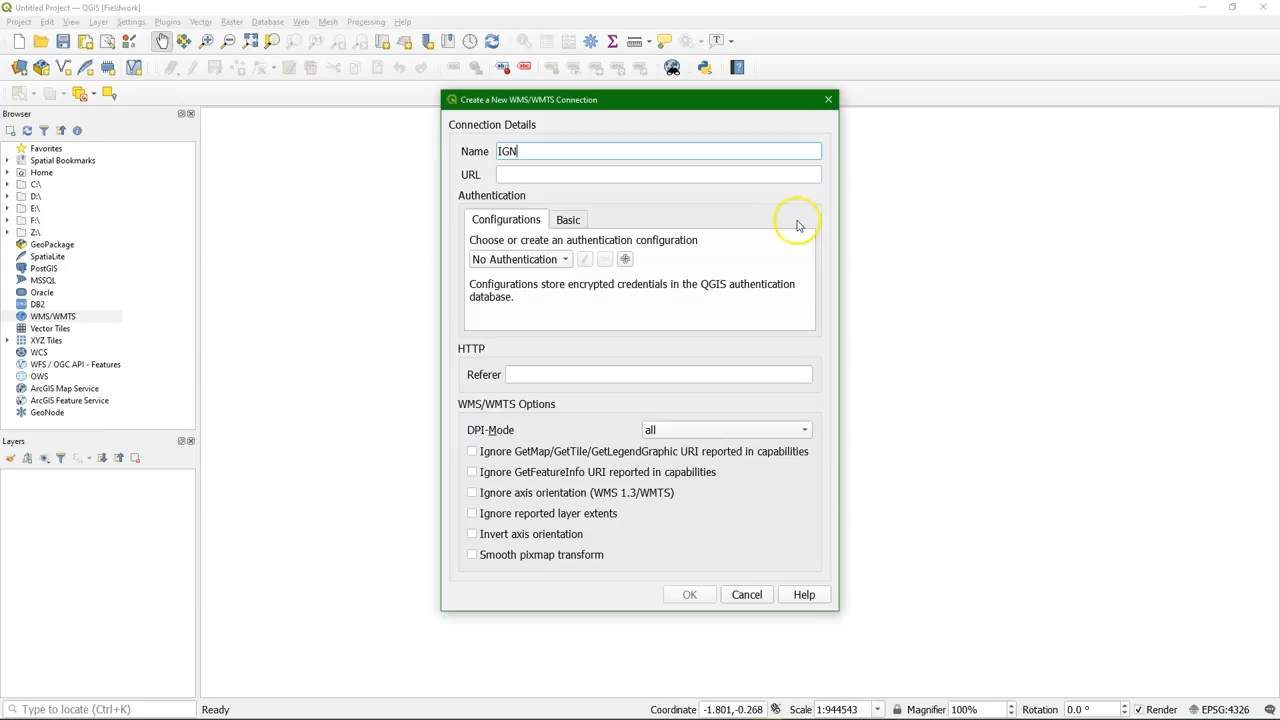 Untitled Project — QGIS [Fieldwork]
Project Edit View Layer Settings Plugins Vector Raster Database Web Mesh Processing Help
Browser
Favorites
Spatial Bookmarks
Home
C:\
D:\
E:\
F:\
Z:\
GeoPackage
SpatiaLite
PostGIS
MSSQL
Oracle
DB2
WMS/WMTS
Vector Tiles
XYZ Tiles
WCS
WFS / OGC API - Features
OWS
ArcGIS Map Service
ArcGIS Feature Service
GeoNode
Layers
Create a New WMS/WMTS Connection
Connection Details
Name IGN
URL
Authentication
Configurations Basic
Choose or create an authentication configuration
No Authentication
Configurations store encrypted credentials in the QGIS authentication
database.
HTTP
Referer
WMS/WMTS Options
DPI-Mode all
Ignore GetMap/GetTile/GetLegendGraphic URI reported in capabilities
Ignore GetFeatureInfo URI reported in capabilities
Ignore axis orientation (WMS 1.3/WMTS)
Ignore reported layer extents
Invert axis orientation
Smooth pixmap transform
OK Cancel Help
Type to locate (Ctrl+K) Ready Coordinate -1.801,-0.268 Scale 1:944543 Magnifier 100% Rotation 0.0 ° Render EPSG:4326